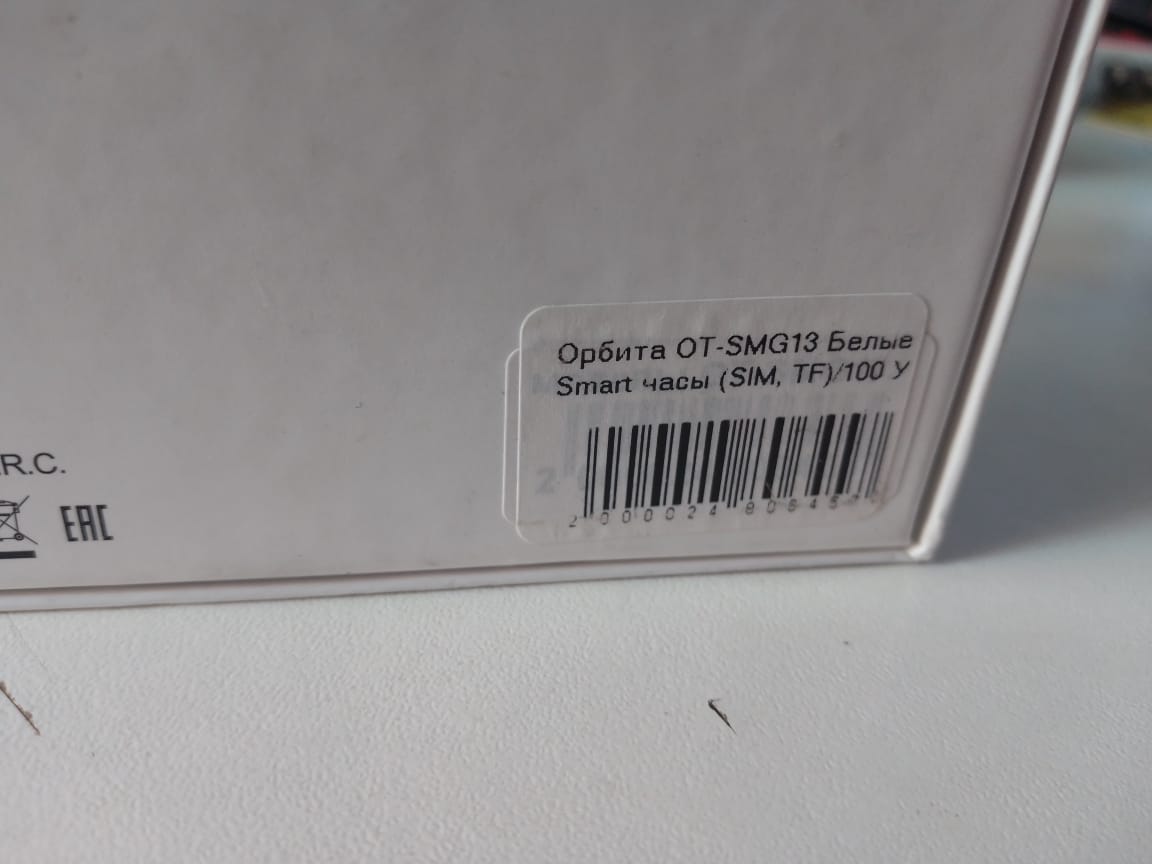 Орбита OT-SMG13 Белые
Smart часы (SIM, TF)/100 У
R.C.
EAC